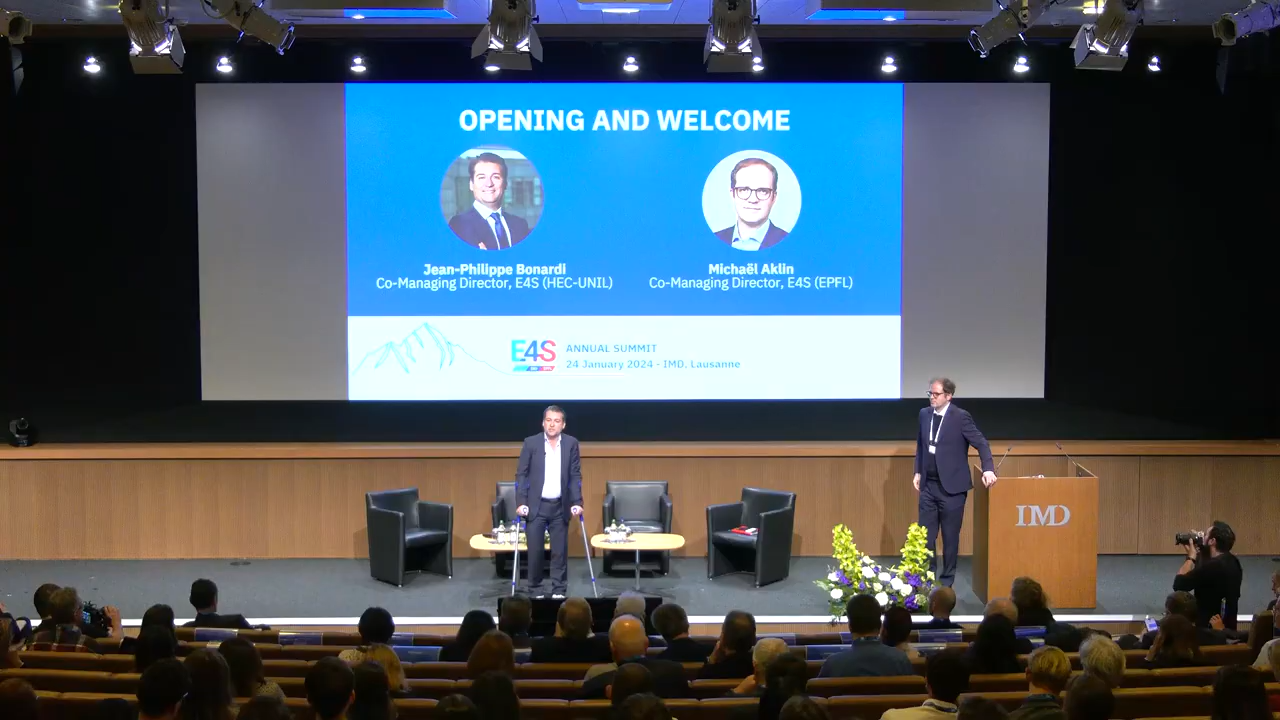 OPENING AND WELCOME
Jean-Philippe Bonardi
Co-Managing Director, E4S (HEC-UNIL)
Michaël Aklin
Co-Managing Director, E4S (EPFL)
E4S
ANNUAL SUMMIT
24 January 2024 - IMD, Lausanne
IMD